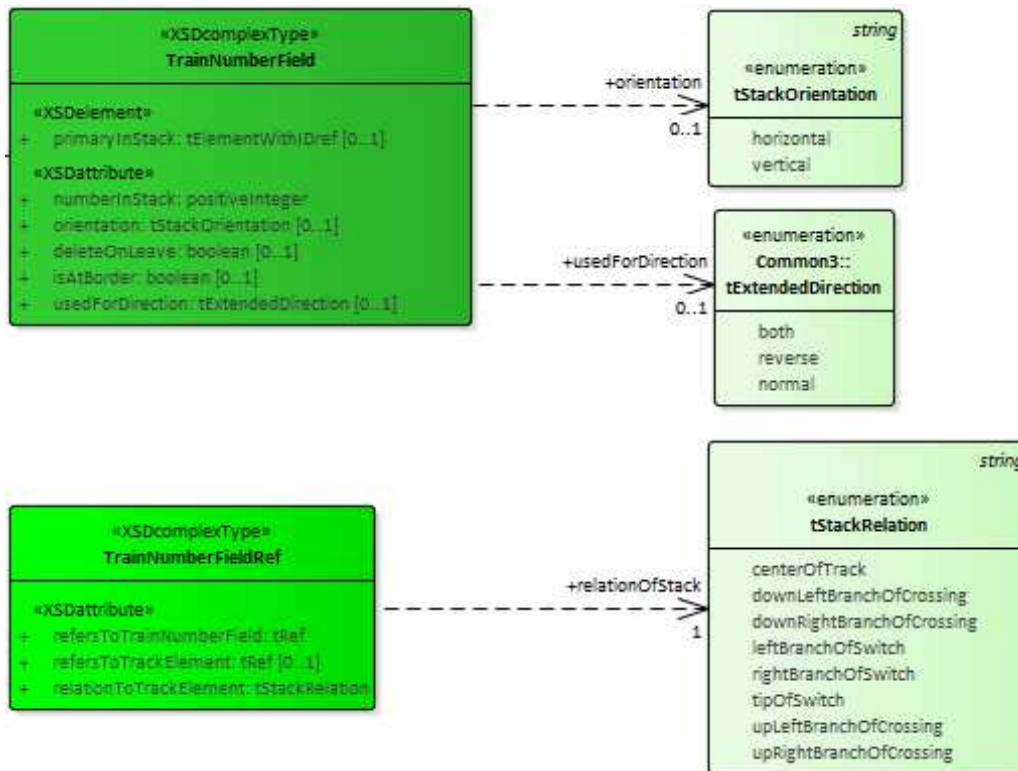 «XSDcomplexType»
TrainNumberField
«XSDelement»
+ primaryInStack: tElementWithIDref [0..1]
«XSDattribute»
+ numberInStack: positiveInteger
+ orientation: tStackOrientation [0..1]
+ deleteOnLeave: boolean [0..1]
+ isAtBorder: boolean [0..1]
+ usedForDirection: tExtendedDirection [0..1]
+orientation
0..1
string
«enumeration»
tStackOrientation
horizontal
vertical
+usedForDirection
0..1
«enumeration»
Common3::
tExtendedDirection
both
reverse
normal
«XSDcomplexType»
TrainNumberFieldRef
«XSDattribute»
+ refersToTrainNumberField: tRef
+ refersToTrackElement: tRef [0..1]
+ relationToTrackElement: tStackRelation
+relationOfStack
1
string
«enumeration»
tStackRelation
centerOfTrack
downLeftBranchOfCrossing
downRightBranchOfCrossing
leftBranchOfSwitch
rightBranchOfSwitch
tipOfSwitch
upLeftBranchOfCrossing
upRightBranchOfCrossing